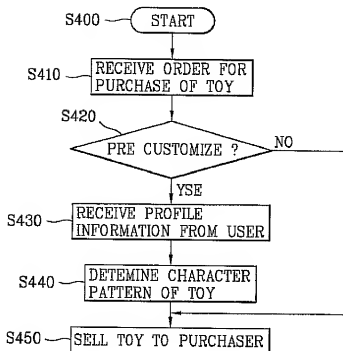 S400
START
S410
RECEIVE ORDER FOR
PURCHASE OF TOY
S420
PRE CUSTOMIZE ?
NO
YSE
S430
RECEIVE PROFILE
INFORMATION FROM USER
S440
DETEMINE CHARACTER
PATTERN OF TOY
S450
SELL TOY TO PURCHASER